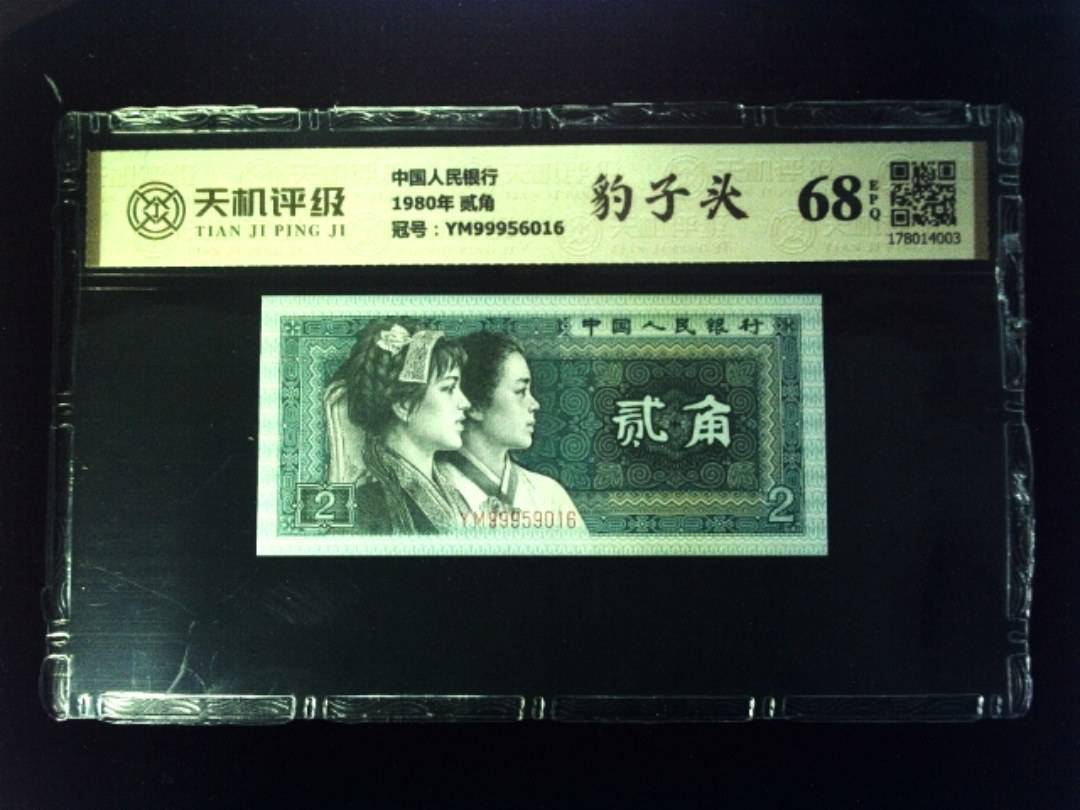 天机评级
TIAN JI PING JI
中国人民银行
1980年 贰角
冠号：YM99956016
豹子头
68
EPQ
178014003
中国人民银行
贰角
2
YM99959016
2